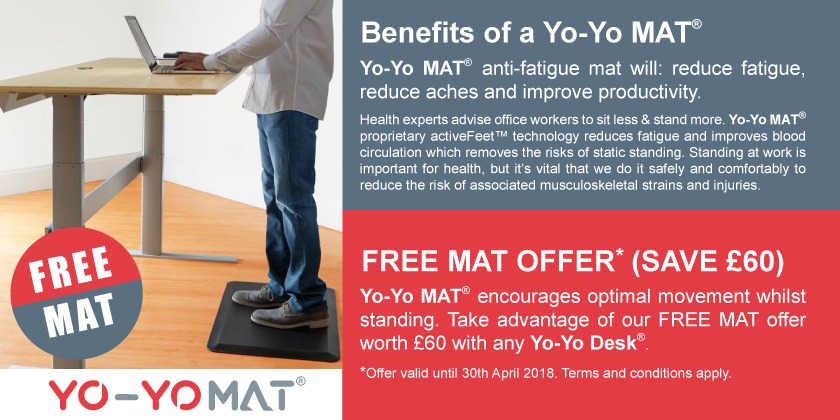 Benefits of a Yo-Yo MAT®
Yo-Yo MAT® anti-fatigue mat will: reduce fatigue,
reduce aches and improve productivity.
Health experts advise office workers to sit less & stand more. Yo-Yo MAT®
proprietary activeFeet™ technology reduces fatigue and improves blood
circulation which removes the risks of static standing. Standing at work is
important for health, but it's vital that we do it safely and comfortably to
reduce the risk of associated musculoskeletal strains and injuries.
FREE
MAT
YO-YO MAT®
FREE MAT OFFER* (SAVE £60)
Yo-Yo MAT® encourages optimal movement whilst
standing. Take advantage of our FREE MAT offer
worth £60 with any Yo-Yo Desk®.
*Offer valid until 30th April 2018. Terms and conditions apply.